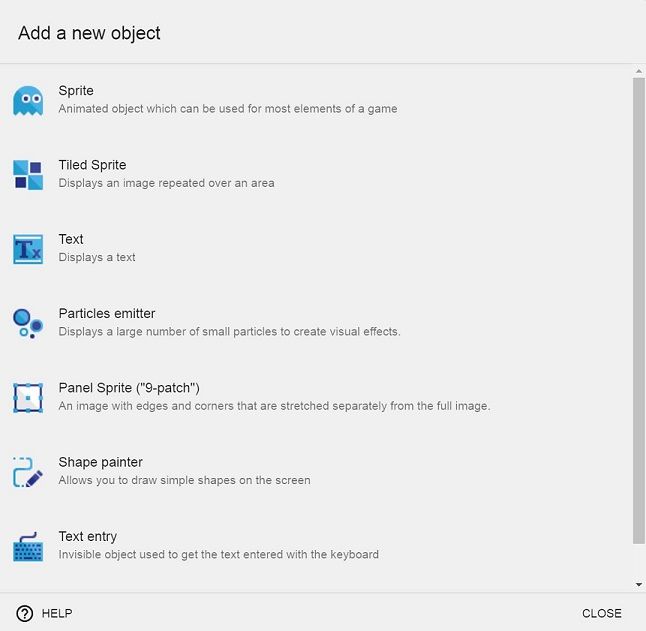 Add a new object
Sprite
Animated object which can be used for most elements of a game
Tiled Sprite
Displays an image repeated over an area
Tx
Text
Displays a text
Particles emitter
Displays a large number of small particles to create visual effects.
Panel Sprite ("9-patch")
An image with edges and corners that are stretched separately from the full image.
Shape painter
Allows you to draw simple shapes on the screen
Text entry
Invisible object used to get the text entered with the keyboard
? HELP
CLOSE